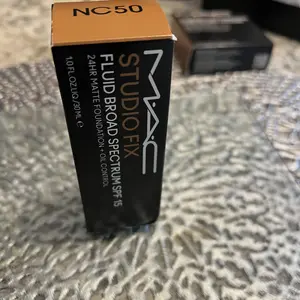 NC50
M·A·C
STUDIO FIX
FLUID BROAD SPECTRUM SPF 15
24HR MATTE FOUNDATION + OIL CONTROL
1.0 FL.OZ.LIQ./30 ML ℮